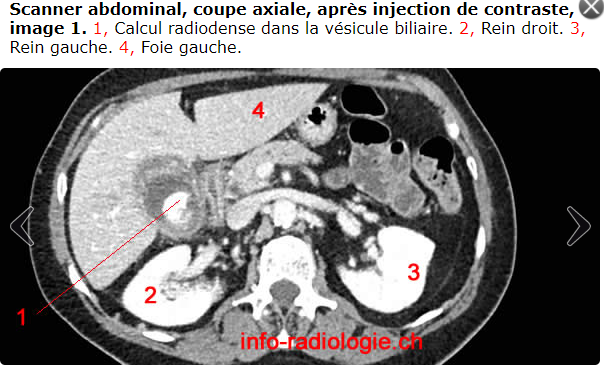 Scanner abdominal, coupe axiale, après injection de contraste,
image 1. 1, Calcul radiodense dans la vésicule biliaire. 2, Rein droit. 3,
Rein gauche. 4, Foie gauche.
4
3
2
1
info-radiologie.ch